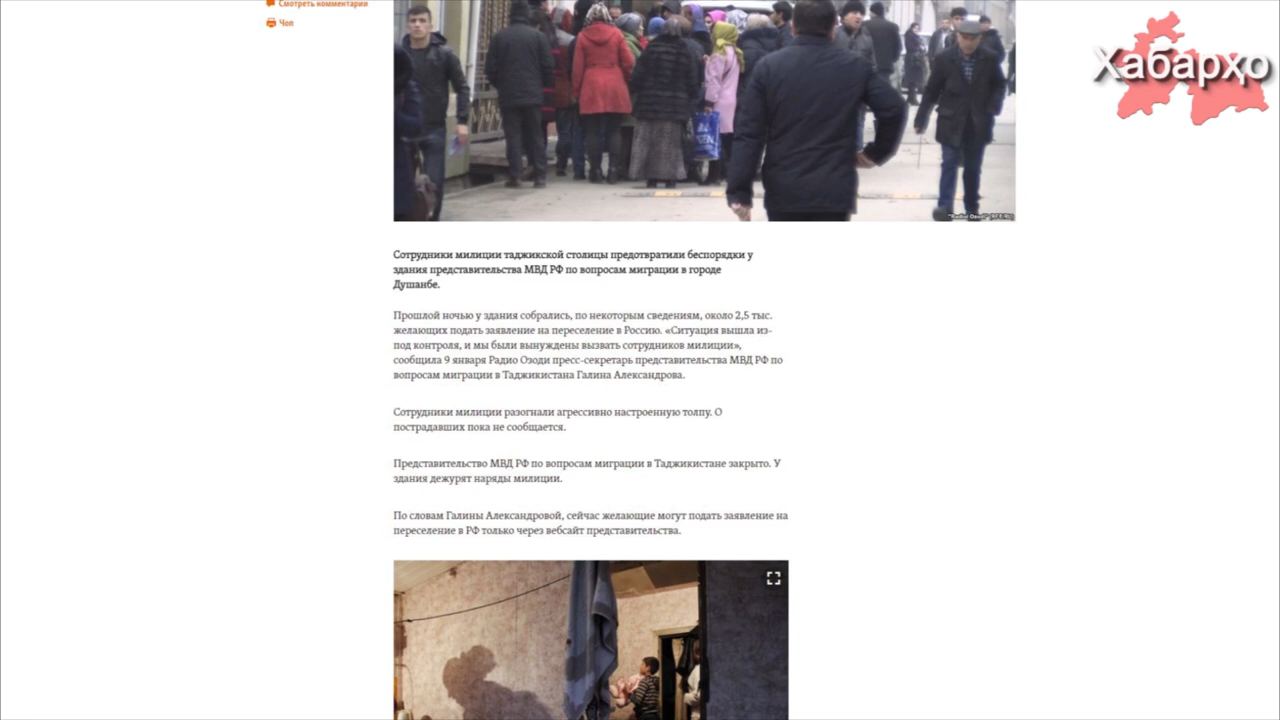 Смотреть комментарии
Чоп
Хабарҳо
Сотрудники милиции таджикской столицы предотвратили беспорядки у
здания представительства МВД РФ по вопросам миграции в городе
Душанбе.
Прошлой ночью у здания собрались, по некоторым сведениям, около 2,5 тыс.
желающих подать заявление на переселение в Россию. «Ситуация вышла из-
под контроля, и мы были вынуждены вызвать сотрудников милиции»,
сообщила 9 января Радио Озоди пресс-секретарь представительства МВД РФ по
вопросам миграции в Таджикистана Галина Александрова.
Сотрудники милиции разогнали агрессивно настроенную толпу. О
пострадавших пока не сообщается.
Представительство МВД РФ по вопросам миграции в Таджикистане закрыто. У
здания дежурят наряды милиции.
По словам Галины Александровой, сейчас желающие могут подать заявление на
переселение в РФ только через вебсайт представительства.